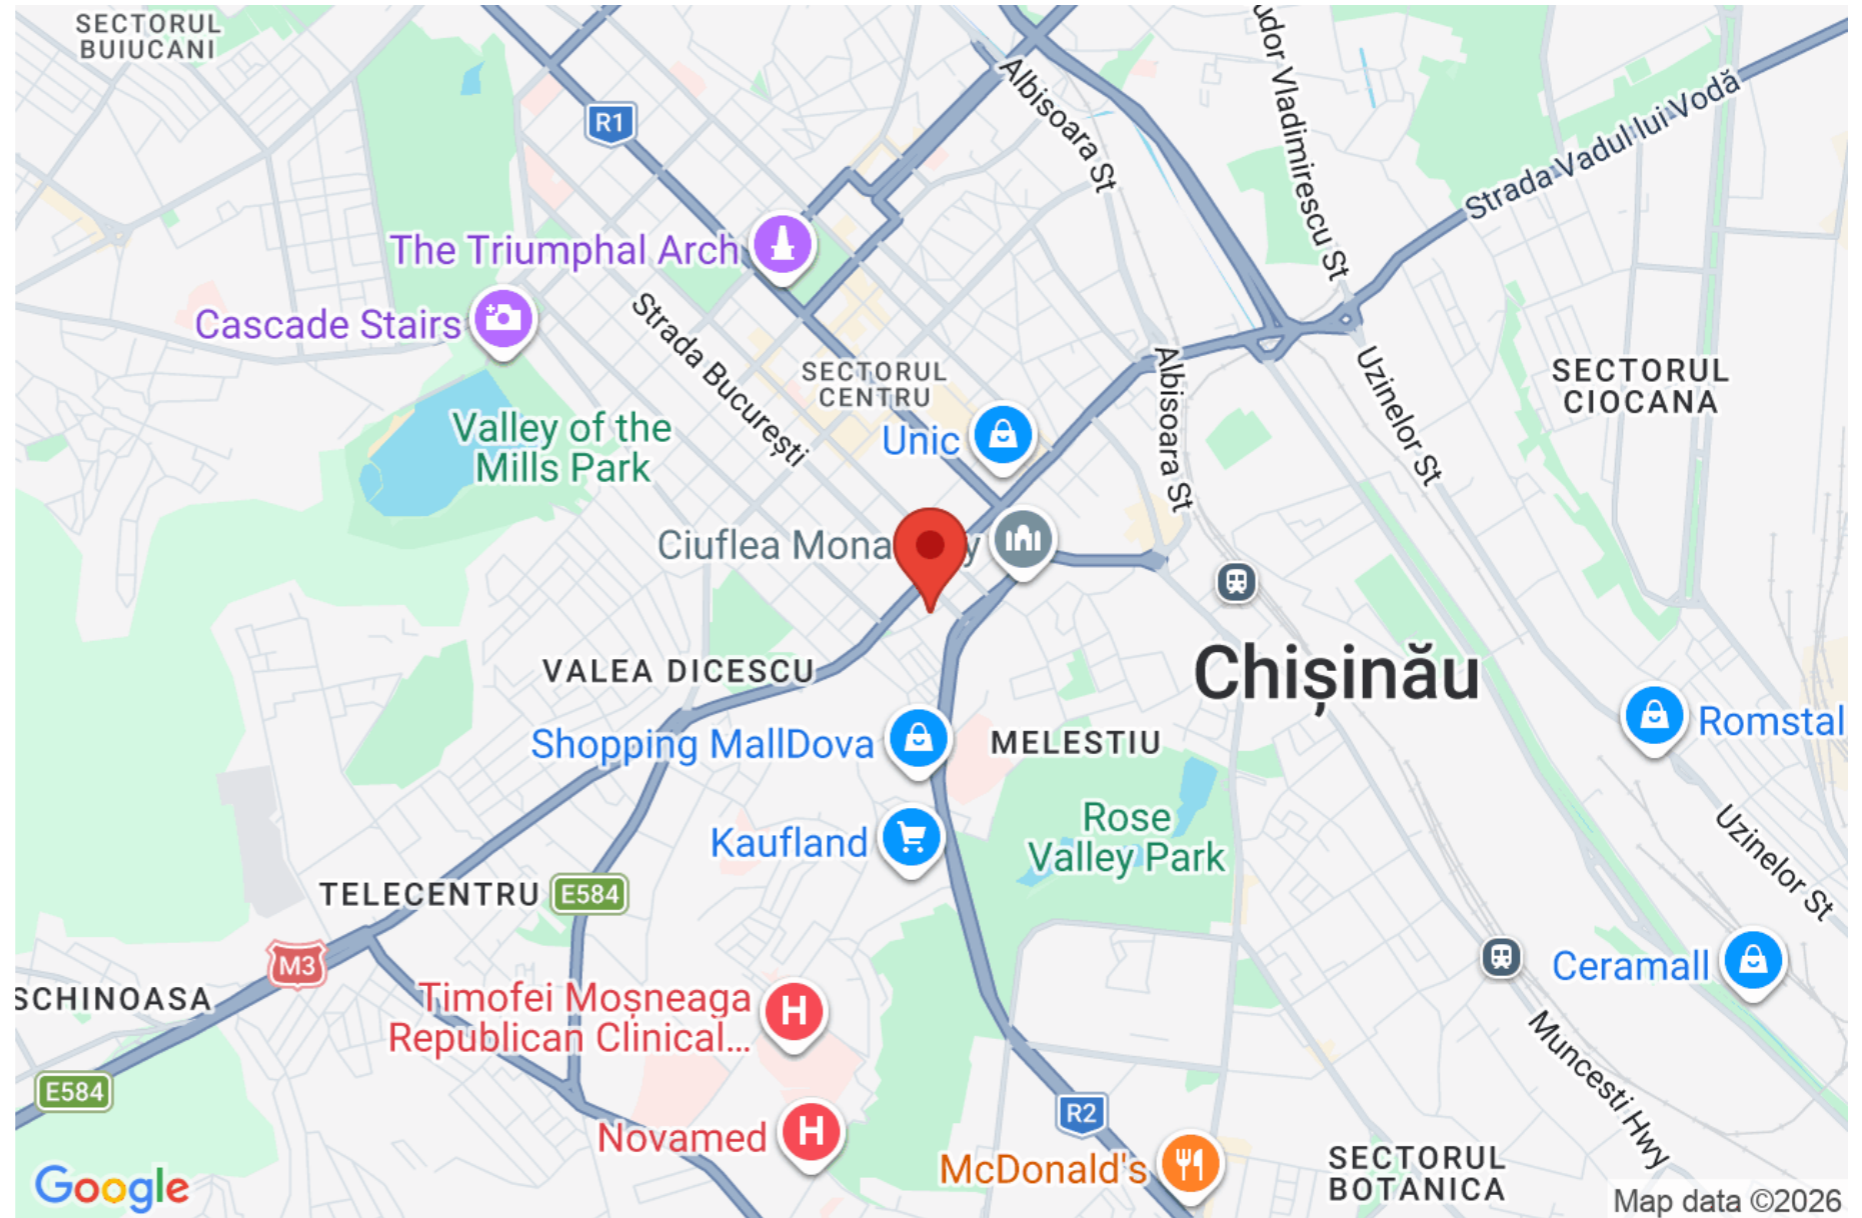 SECTORUL
BUIUCANI
R1
Albisoara St
Vladimirescu St
Strada Vadul lui Vodă
The Triumphal Arch
Cascade Stairs
Strada București
SECTORUL
CENTRU
Albisoara St
Uzinelor St
SECTORUL
CIOCANA
Valley of the
Mills Park
Unic
Ciuflea Mona
y
VALEA DICESCU
Chișinău
Shopping MallDova
MELESTIU
Romstal
Kaufland
Rose
Valley Park
Uzinelor St
TELECENTRU
E584
M3
Ceramall
SCHINOASA
Timofei Moșneaga
Republican Clinical...
H
Muncesti Hwy
E584
R2
Novamed
H
McDonald's
SECTORUL
BOTANICA
Google
Map data ©2026